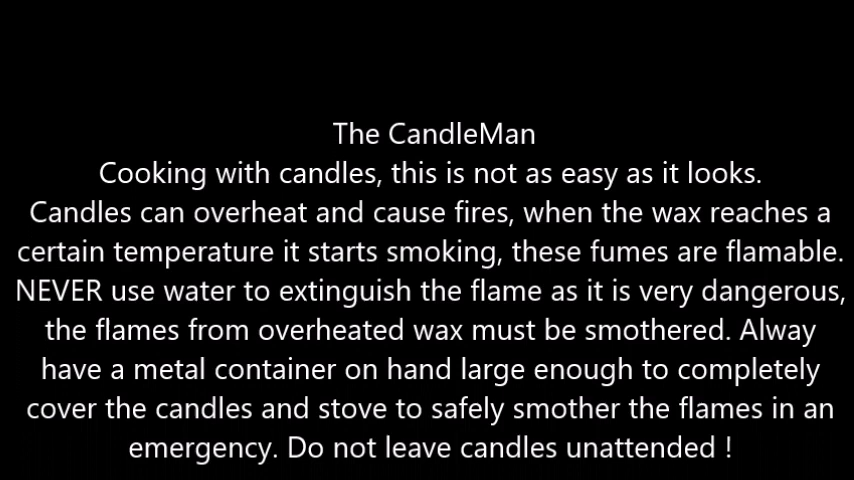 The CandleMan
Cooking with candles, this is not as easy as it looks.
Candles can overheat and cause fires, when the wax reaches a
certain temperature it starts smoking, these fumes are flamable.
NEVER use water to extinguish the flame as it is very dangerous,
the flames from overheated wax must be smothered. Alway
have a metal container on hand large enough to completely
cover the candles and stove to safely smother the flames in an
emergency. Do not leave candles unattended !